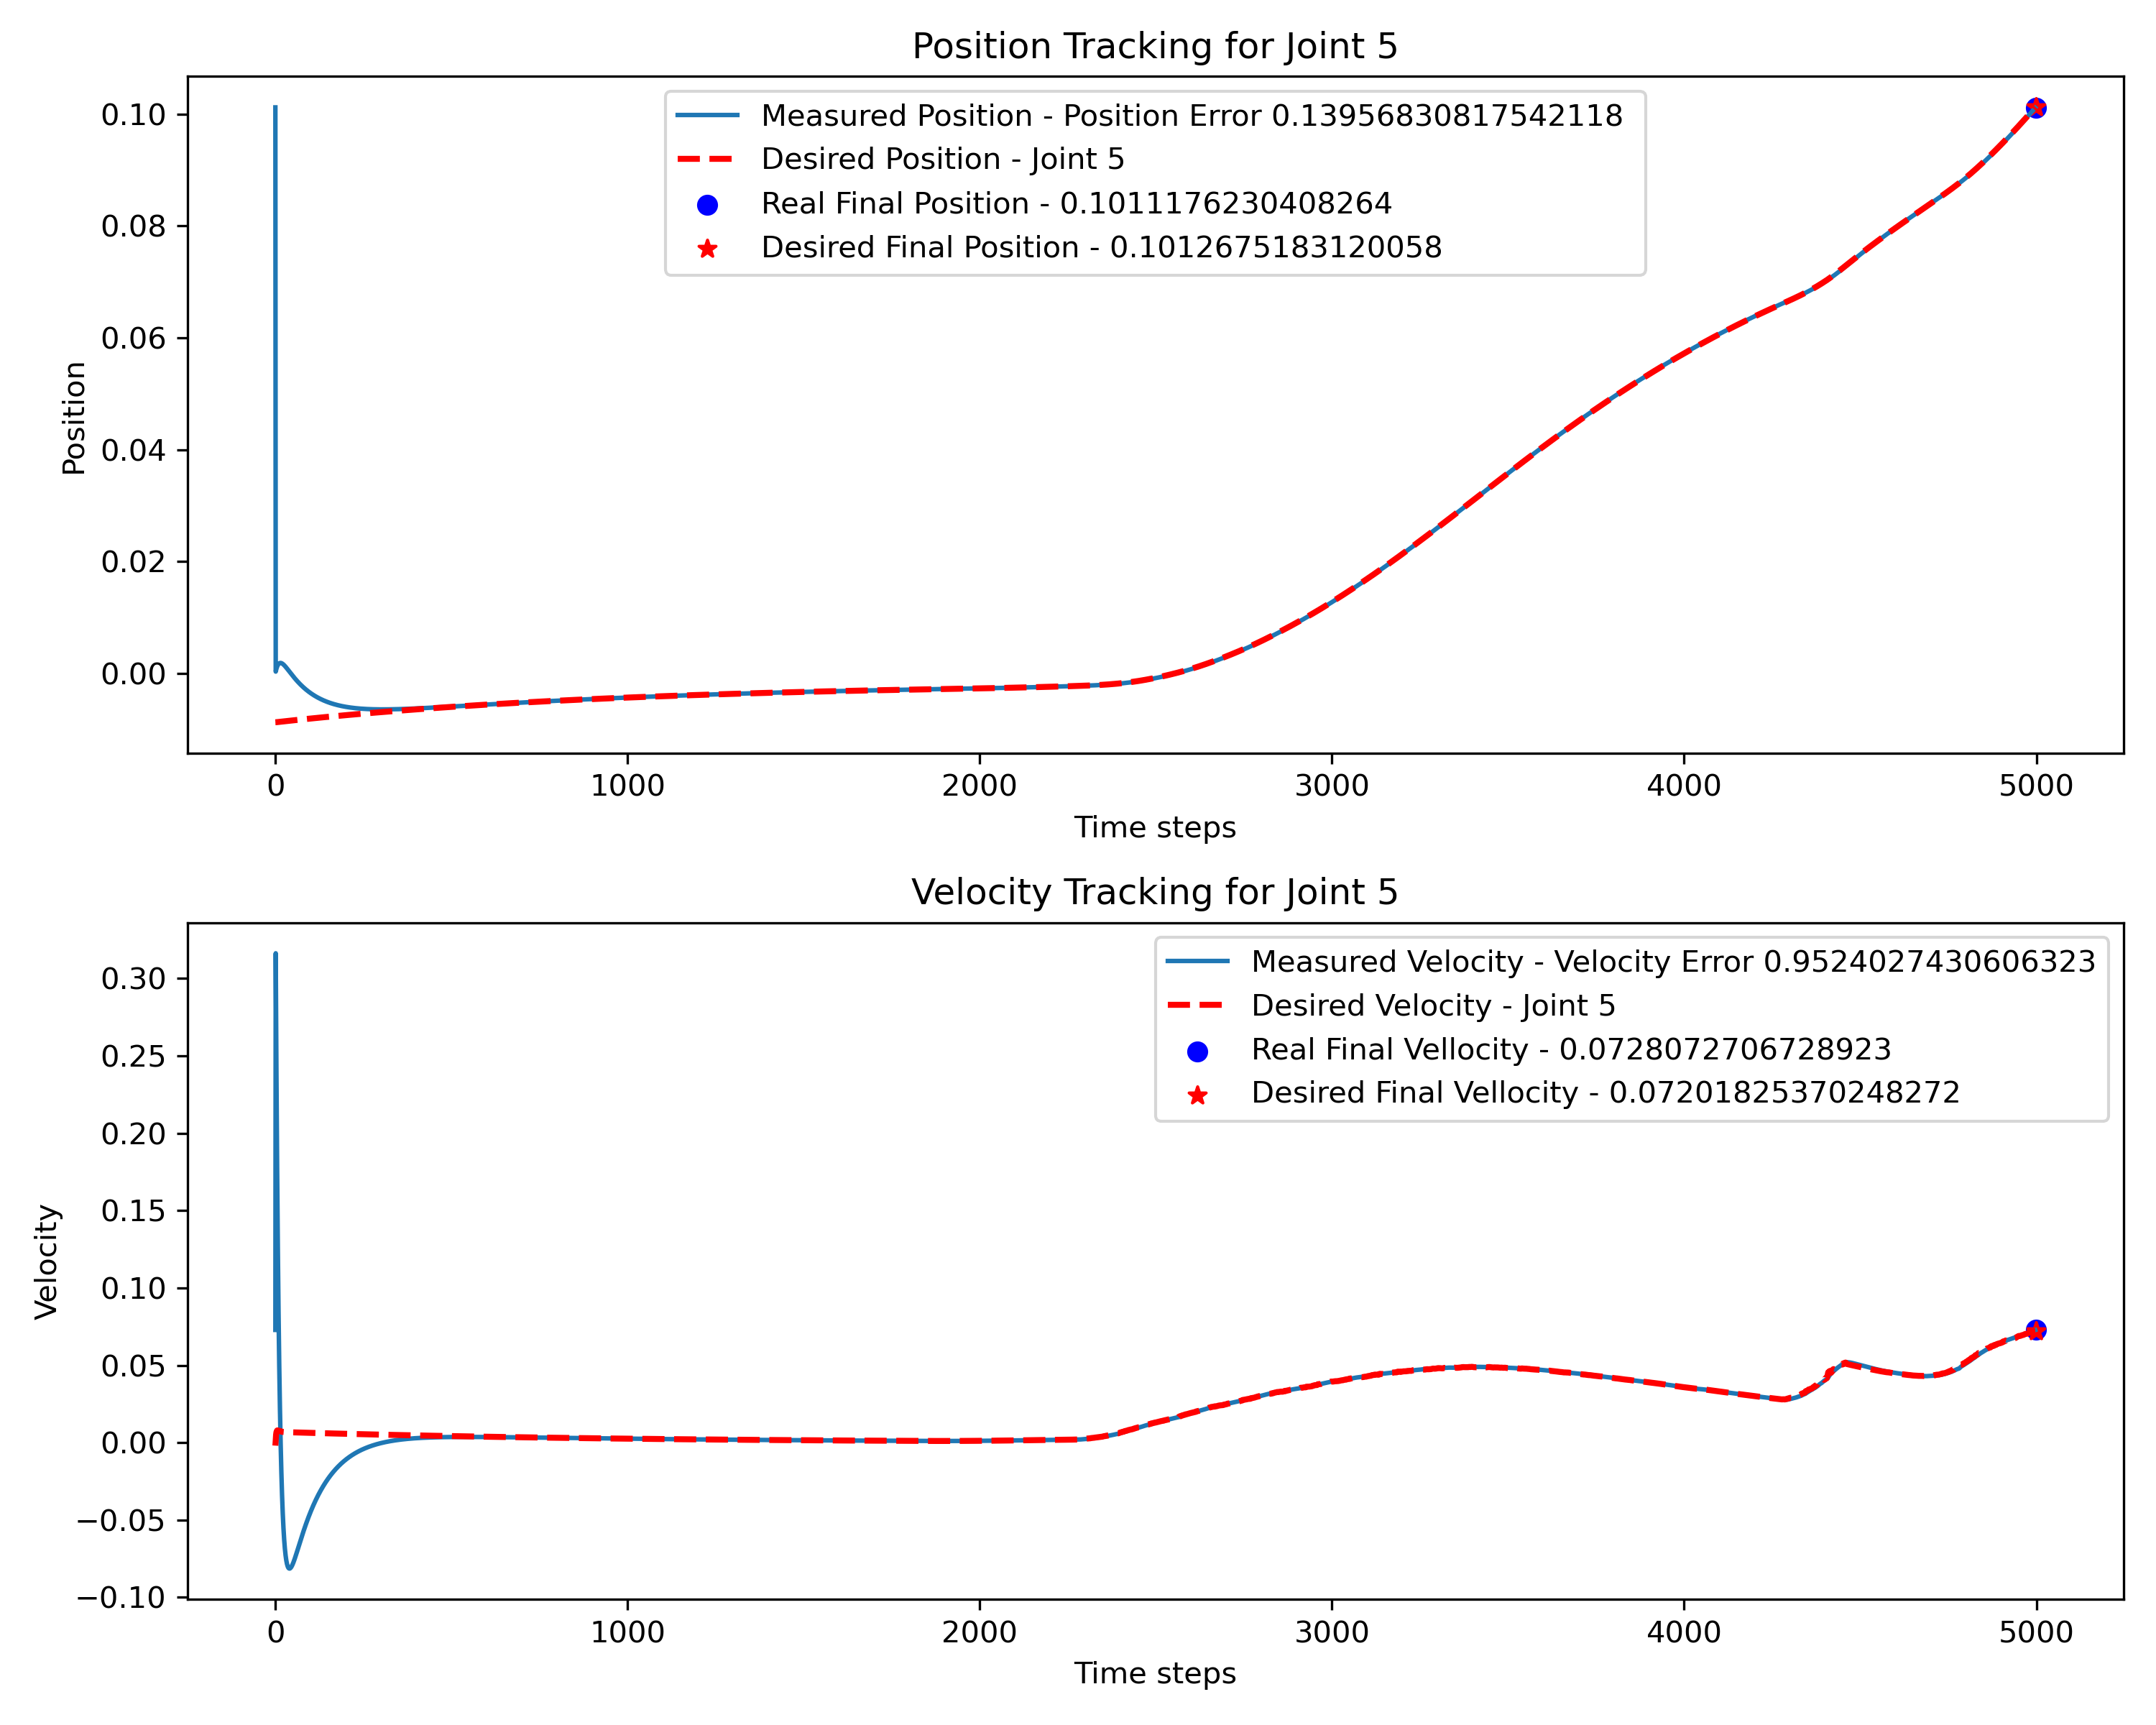 Position Tracking for Joint 5
Measured Position - Position Error 0.13956830817542118
Desired Position - Joint 5
Real Final Position - 0.1011176230408264
Desired Final Position - 0.1012675183120058
0.10
0.08
0.06
0.04
0.02
0.00
Position
0 1000 2000 3000 4000 5000
Time steps
Velocity Tracking for Joint 5
Measured Velocity - Velocity Error 0.9524027430606323
Desired Velocity - Joint 5
Real Final Vellocity - 0.0728072706728923
Desired Final Vellocity - 0.07201825370248272
0.30
0.25
0.20
0.15
0.10
0.05
0.00
−0.05
−0.10
Velocity
0 1000 2000 3000 4000 5000
Time steps